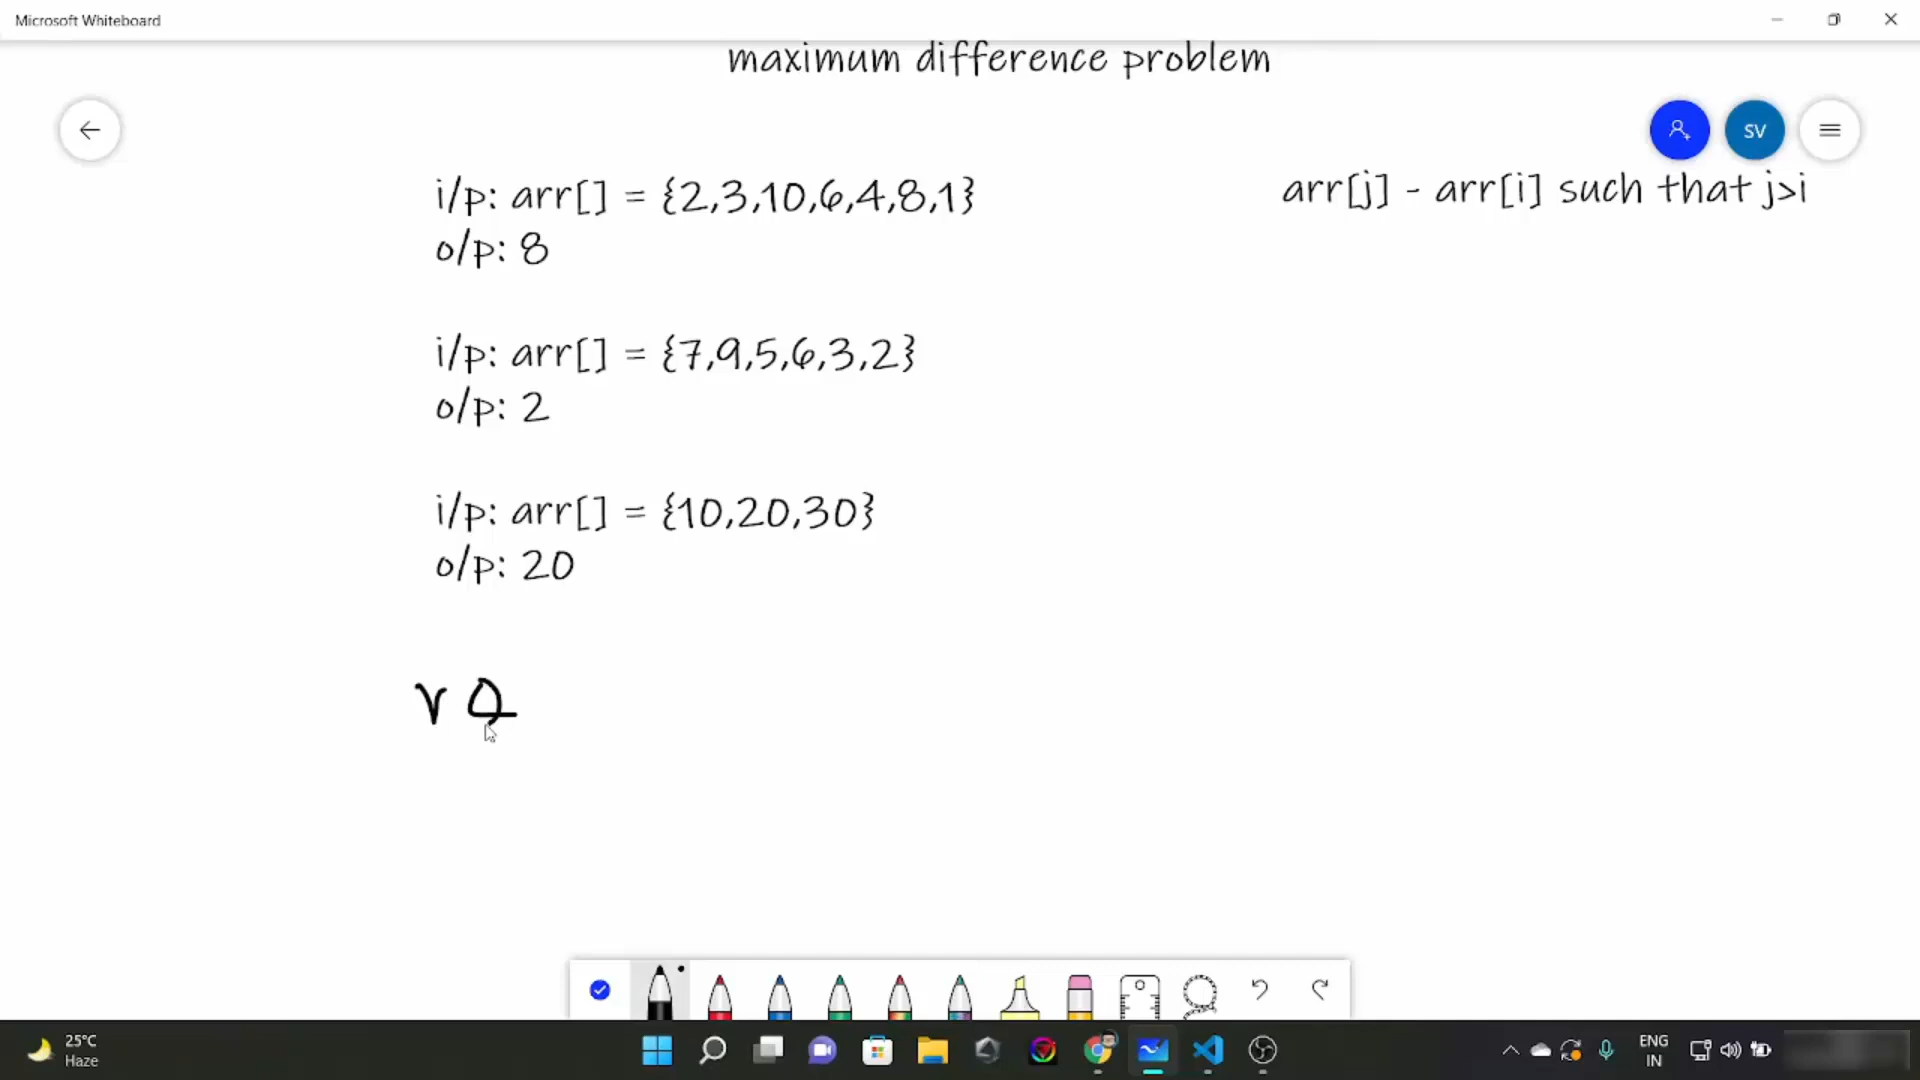 Microsoft Whiteboard
maximum difference problem
SV
i/p: arr[] = {2,3,10,6,4,8,1}
arr[j] - arr[i] such that j>i
o/p: 8
i/p: arr[] = {7,9,5,6,3,2}
o/p: 2
i/p: arr[] = {10,20,30}
o/p: 20
25°C
Haze
ENG
IN